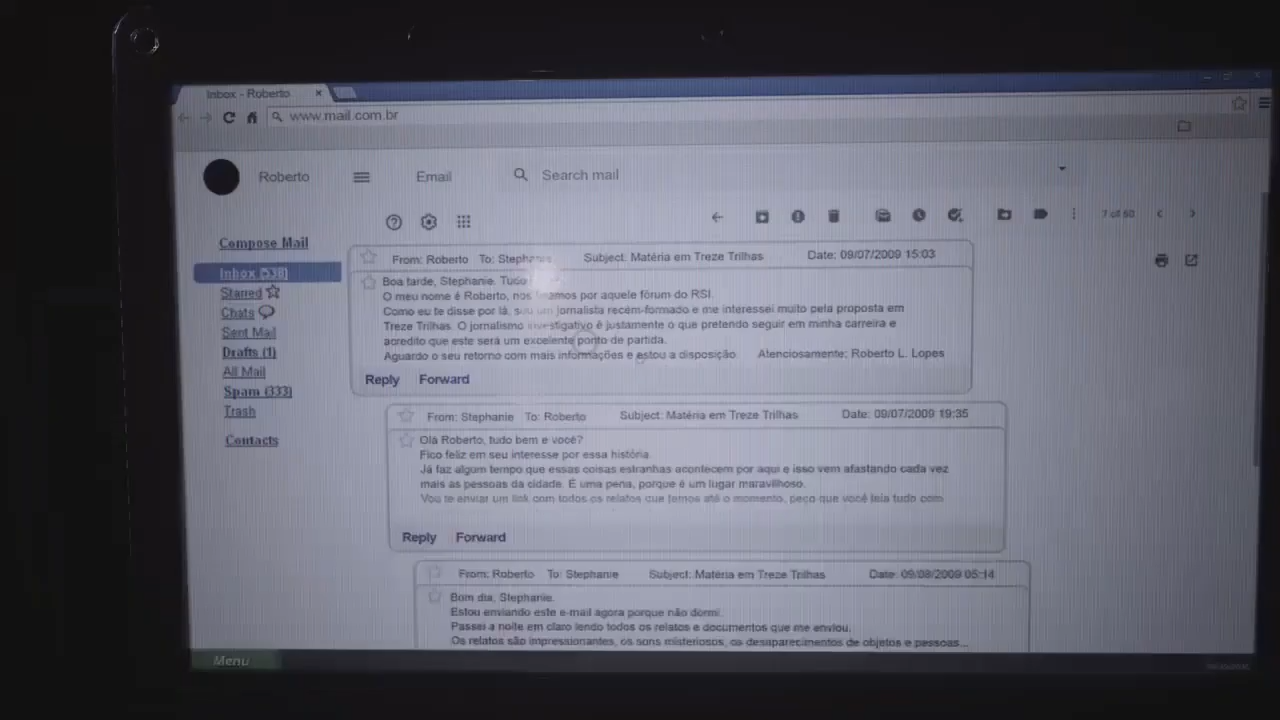 Inbox - Roberto
www.mail.com.br
Roberto
Email
Search mail
7 of 50
Compose Mail
Inbox (538)
Starred
Chats
Sent Mail
Drafts (1)
All Mail
Spam (333)
Trash
Contacts
From: Roberto To: Stephanie Subject: Matéria em Treze Trilhas Date: 09/07/2009 15:03
Boa tarde, Stephanie. Tudo
O meu nome é Roberto, nos falamos por aquele fórum do RSI.
Como eu te disse por lá, sou um jornalista recém-formado e me interessei muito pela proposta em
Treze Trilhas. O jornalismo investigativo é justamente o que pretendo seguir em minha carreira e
acredito que este será um excelente ponto de partida.
Aguardo o seu retorno com mais informações e estou a disposição. Atenciosamente; Roberto L. Lopes
Reply Forward
From: Stephanie To: Roberto Subject: Matéria em Treze Trilhas Date: 09/07/2009 19:35
Olá Roberto, tudo bem e você?
Fico feliz em seu interesse por essa história.
Já faz algum tempo que essas coisas estranhas acontecem por aqui e isso vem afastando cada vez
mais as pessoas da cidade. É uma pena, porque é um lugar maravilhoso.
Vou te enviar um link com todos os relatos que temos até o momento, peço que você leia tudo com
Reply Forward
From: Roberto To: Stephanie Subject: Matéria em Treze Trilhas Date: 09/08/2009 05:14
Bom dia, Stephanie.
Estou enviando este e-mail agora porque não dormi.
Passei a noite em claro lendo todos os relatos e documentos que me enviou.
Os relatos são impressionantes, os sons misteriosos, os desaparecimentos de objetos e pessoas...
Menu